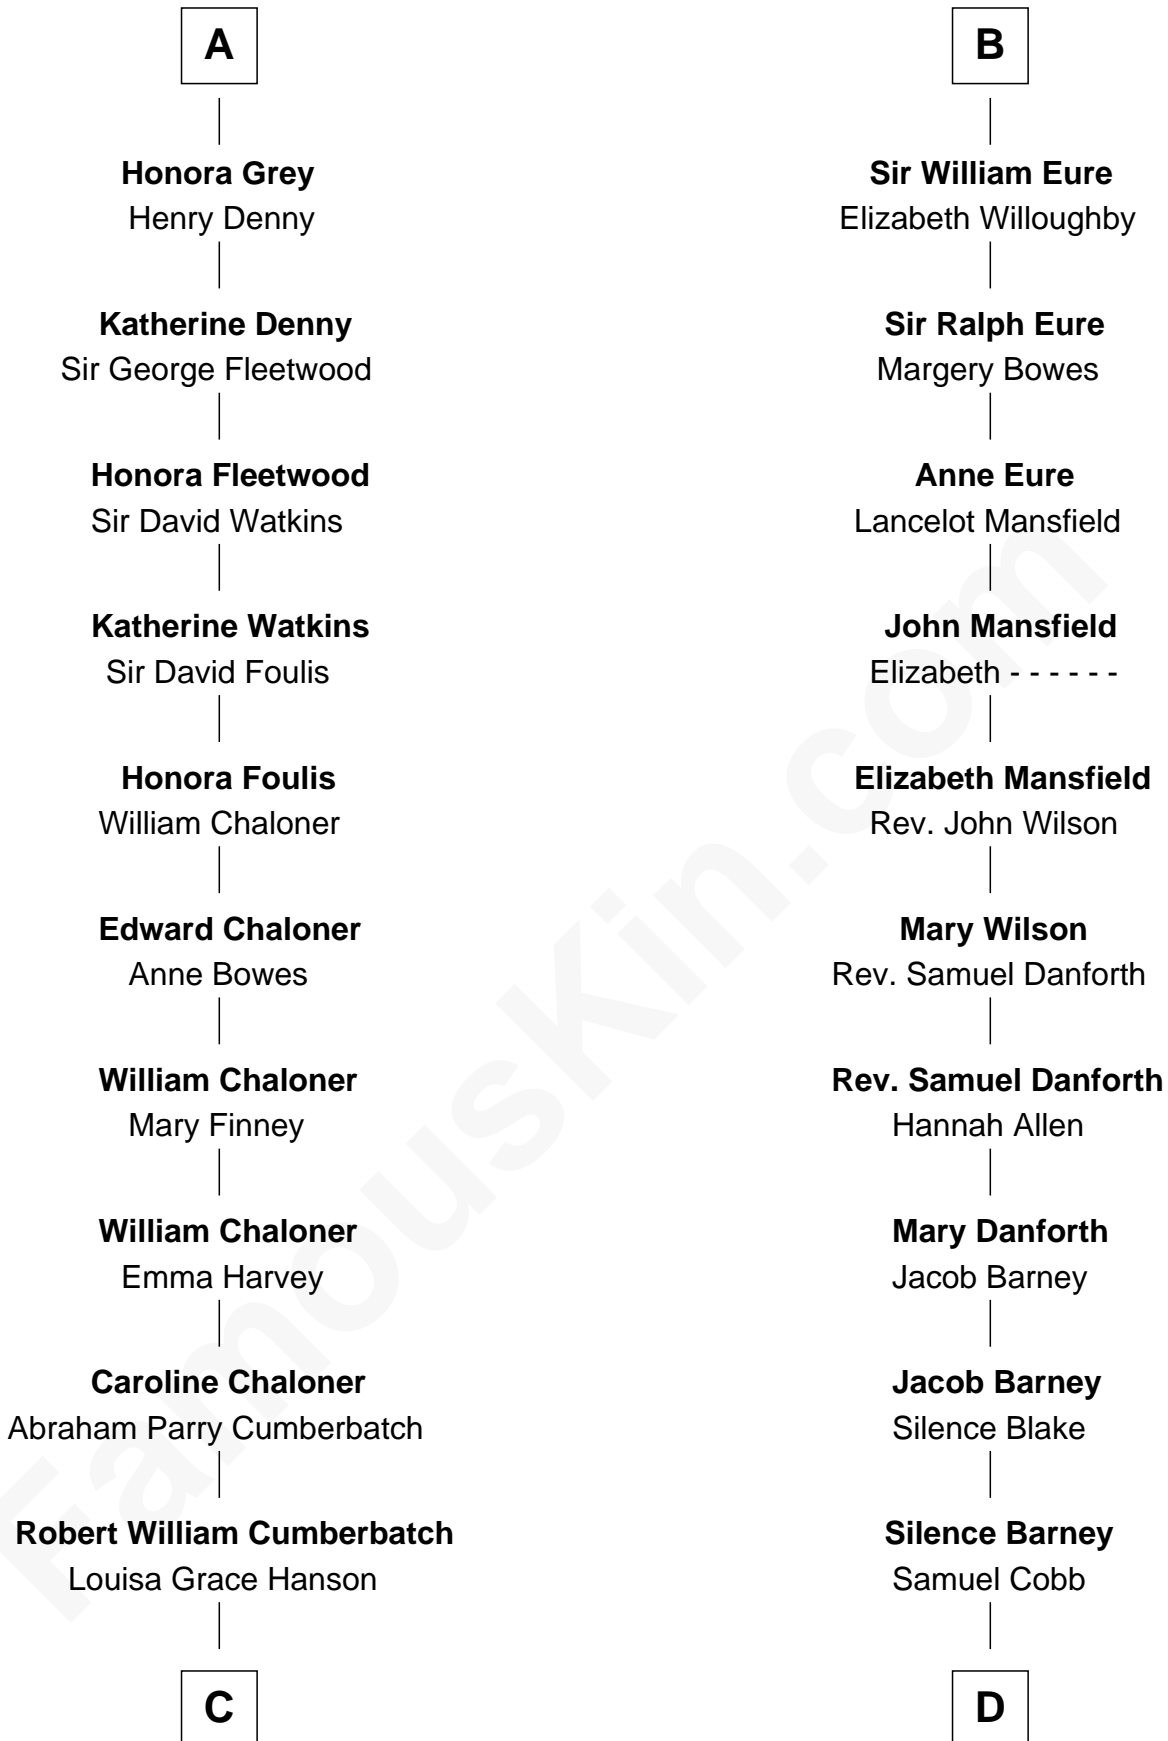 A
Honora Grey
Henry Denny
Katherine Denny
Sir George Fleetwood
Honora Fleetwood
Sir David Watkins
Katherine Watkins
Sir David Foulis
Honora Foulis
William Chaloner
Edward Chaloner
Anne Bowes
William Chaloner
Mary Finney
William Chaloner
Emma Harvey
Caroline Chaloner
Abraham Parry Cumberbatch
Robert William Cumberbatch
Louisa Grace Hanson
C
B
Sir William Eure
Elizabeth Willoughby
Sir Ralph Eure
Margery Bowes
Anne Eure
Lancelot Mansfield
John Mansfield
Elizabeth - - - - - -
Elizabeth Mansfield
Rev. John Wilson
Mary Wilson
Rev. Samuel Danforth
Rev. Samuel Danforth
Hannah Allen
Mary Danforth
Jacob Barney
Jacob Barney
Silence Blake
Silence Barney
Samuel Cobb
D
FamousKin.com